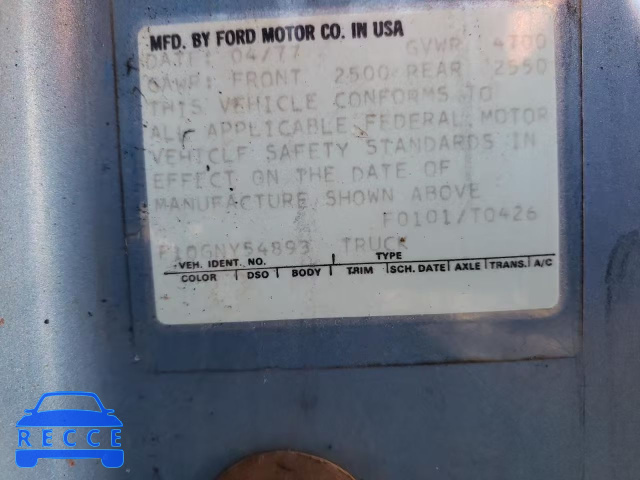 MFD. BY FORD MOTOR CO. IN USA
DATE: 04/77 GVWR 4700
GAWR: FRONT 2500 REAR 2550
THIS VEHICLE CONFORMS TO
ALL APPLICABLE FEDERAL MOTOR
VEHICLE SAFETY STANDARDS IN
EFFECT ON THE DATE OF
MANUFACTURE SHOWN ABOVE
F0101/T0426
F10GNY54893 TRUCK
VEH. IDENT. NO. TYPE
COLOR DSO BODY TRIM SCH. DATE AXLE TRANS. A/C
RECCE